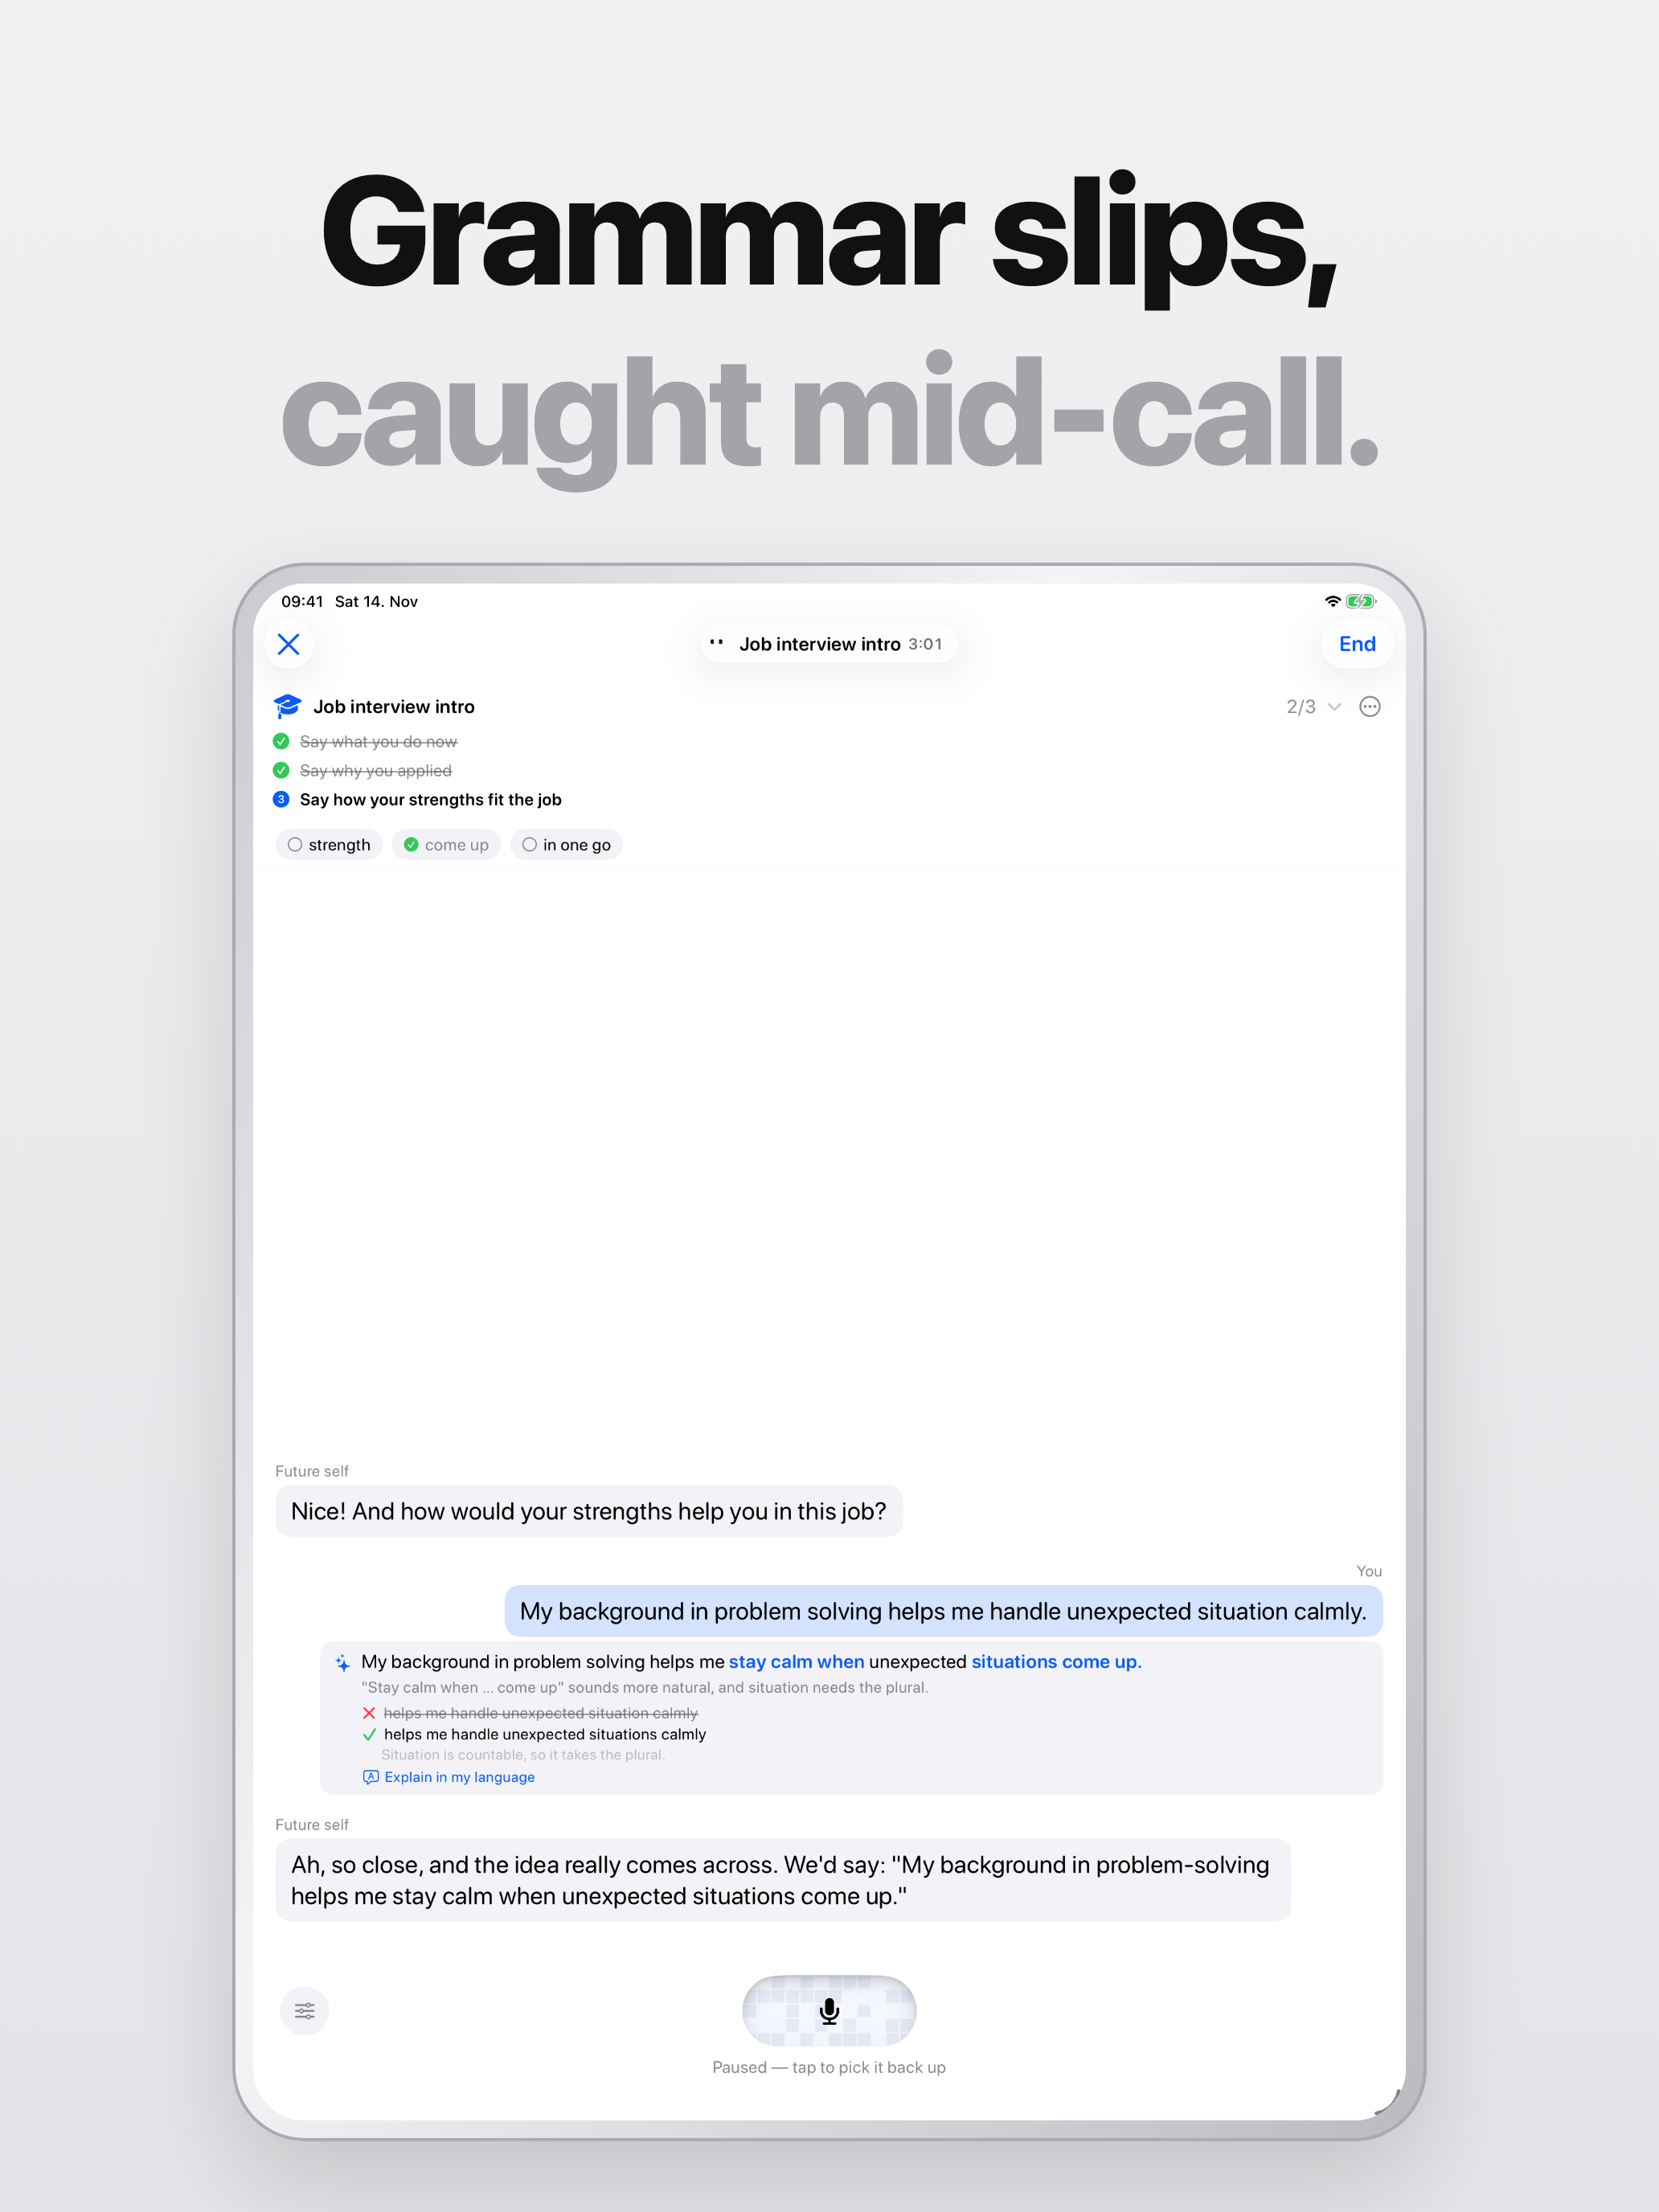 Grammar slips,
caught mid-call.
09:41 Sat 14. Nov
Job interview intro 3:01
End
Job interview intro
2/3
Say what you do now
Say why you applied
3 Say how your strengths fit the job
strength
come up
in one go
Future self
Nice! And how would your strengths help you in this job?
You
My background in problem solving helps me handle unexpected situation calmly.
My background in problem solving helps me stay calm when unexpected situations come up.
"Stay calm when ... come up" sounds more natural, and situation needs the plural.
helps me handle unexpected situation calmly
helps me handle unexpected situations calmly
Situation is countable, so it takes the plural.
A Explain in my language
Future self
Ah, so close, and the idea really comes across. We'd say: "My background in problem-solving
helps me stay calm when unexpected situations come up."
Paused — tap to pick it back up